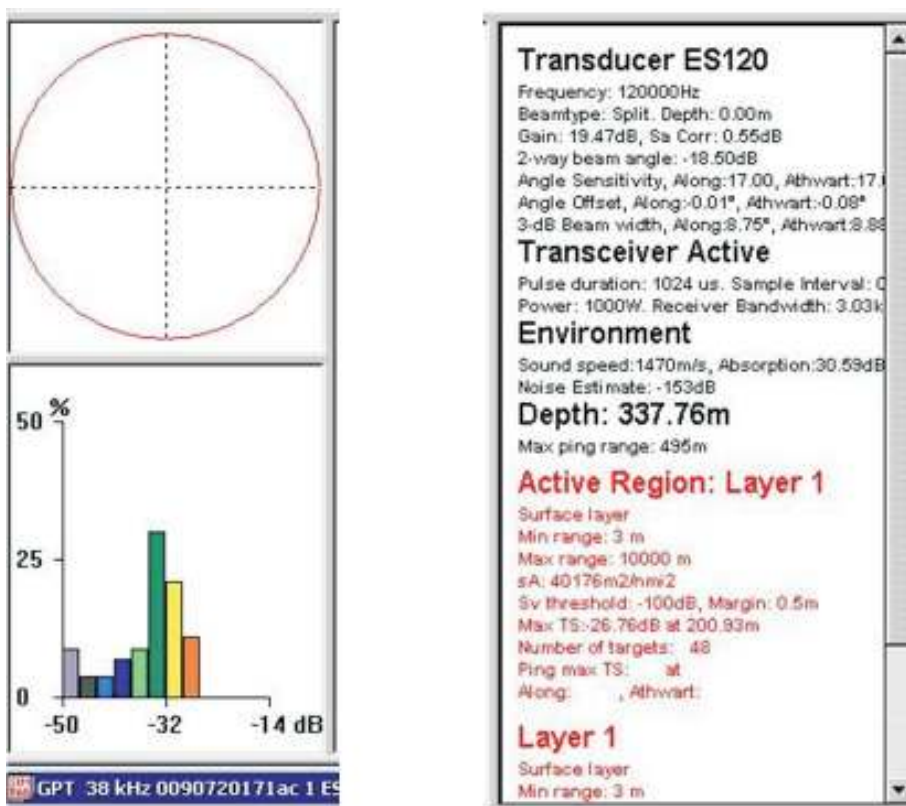 50 %
25
0
-50 -32 -14 dB
GPT 38 kHz 0090720171ac 1 ES
Transducer ES120
Frequency: 120000Hz
Beamtype: Split. Depth: 0.00m
Gain: 19.47dB, Sa Corr: 0.55dB
2-way beam angle: -18.50dB
Angle Sensitivity, Along:17.00, Athwart:17.
Angle Offset, Along:-0.01°, Athwart:-0.08°
3-dB Beam width, Along:8.75°, Athwart:8.88
Transceiver Active
Pulse duration: 1024 us. Sample Interval:
Power: 1000W. Receiver Bandwidth: 3.03k
Environment
Sound speed:1470m/s, Absorption:30.59dB
Noise Estimate: -153dB
Depth: 337.76m
Max ping range: 495m
Active Region: Layer 1
Surface layer
Min range: 3 m
Max range: 10000 m
sA: 40176m2/nmi2
Sv threshold: -100dB, Margin: 0.5m
Max TS:-26.76dB at 200.93m
Number of targets: 48
Ping max TS: at
Along: , Athwart:
Layer 1
Surface layer
Min range: 3 m